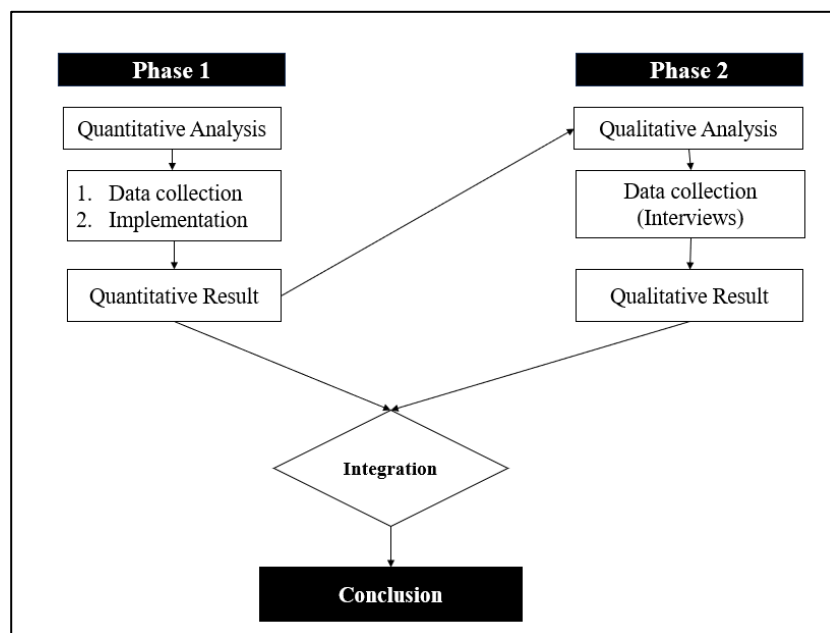 Phase 1
Phase 2
Quantitative Analysis
Qualitative Analysis
1. Data collection
2. Implementation
Data collection
(Interviews)
Quantitative Result
Qualitative Result
Integration
Conclusion